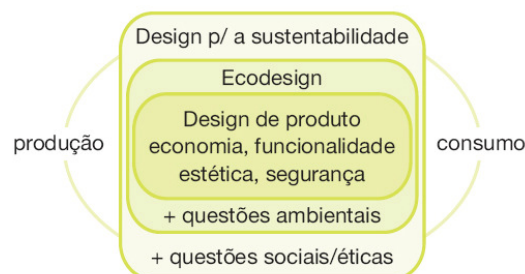 Design p/ a sustentabilidade
Ecodesign
Design de produto
economia, funcionalidade
estética, segurança
produção
consumo
+ questões ambientais
+ questões sociais/éticas